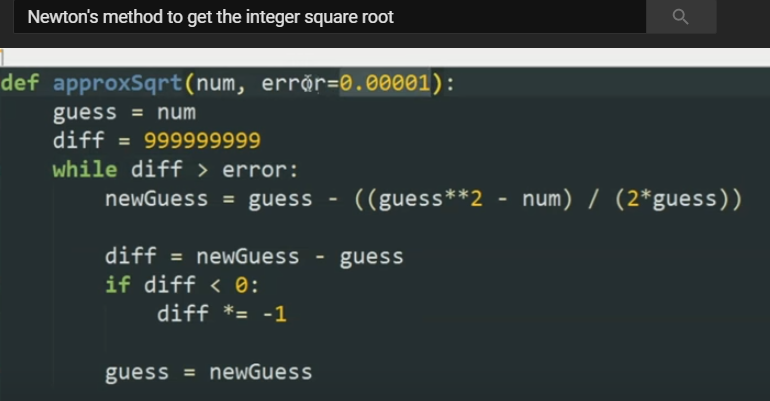 Newton's method to get the integer square root
def approxSqrt(num, error=0.00001):
guess = num
diff = 999999999
while diff > error:
newGuess = guess - ((guess**2 - num) / (2*guess))
diff = newGuess - guess
if diff < 0:
diff *= -1
guess = newGuess